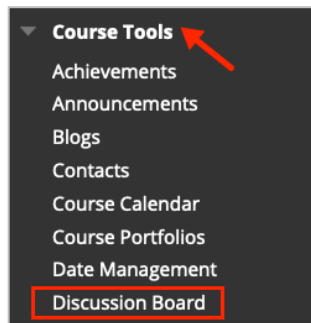 Course Tools
Achievements
Announcements
Blogs
Contacts
Course Calendar
Course Portfolios
Date Management
Discussion Board